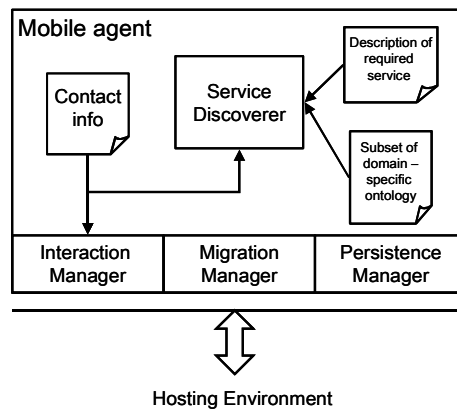 Mobile agent
Contact
info
Service
Discoverer
Description of
required
service
Subset of
domain –
specific
ontology
Interaction
Manager
Migration
Manager
Persistence
Manager
Hosting Environment